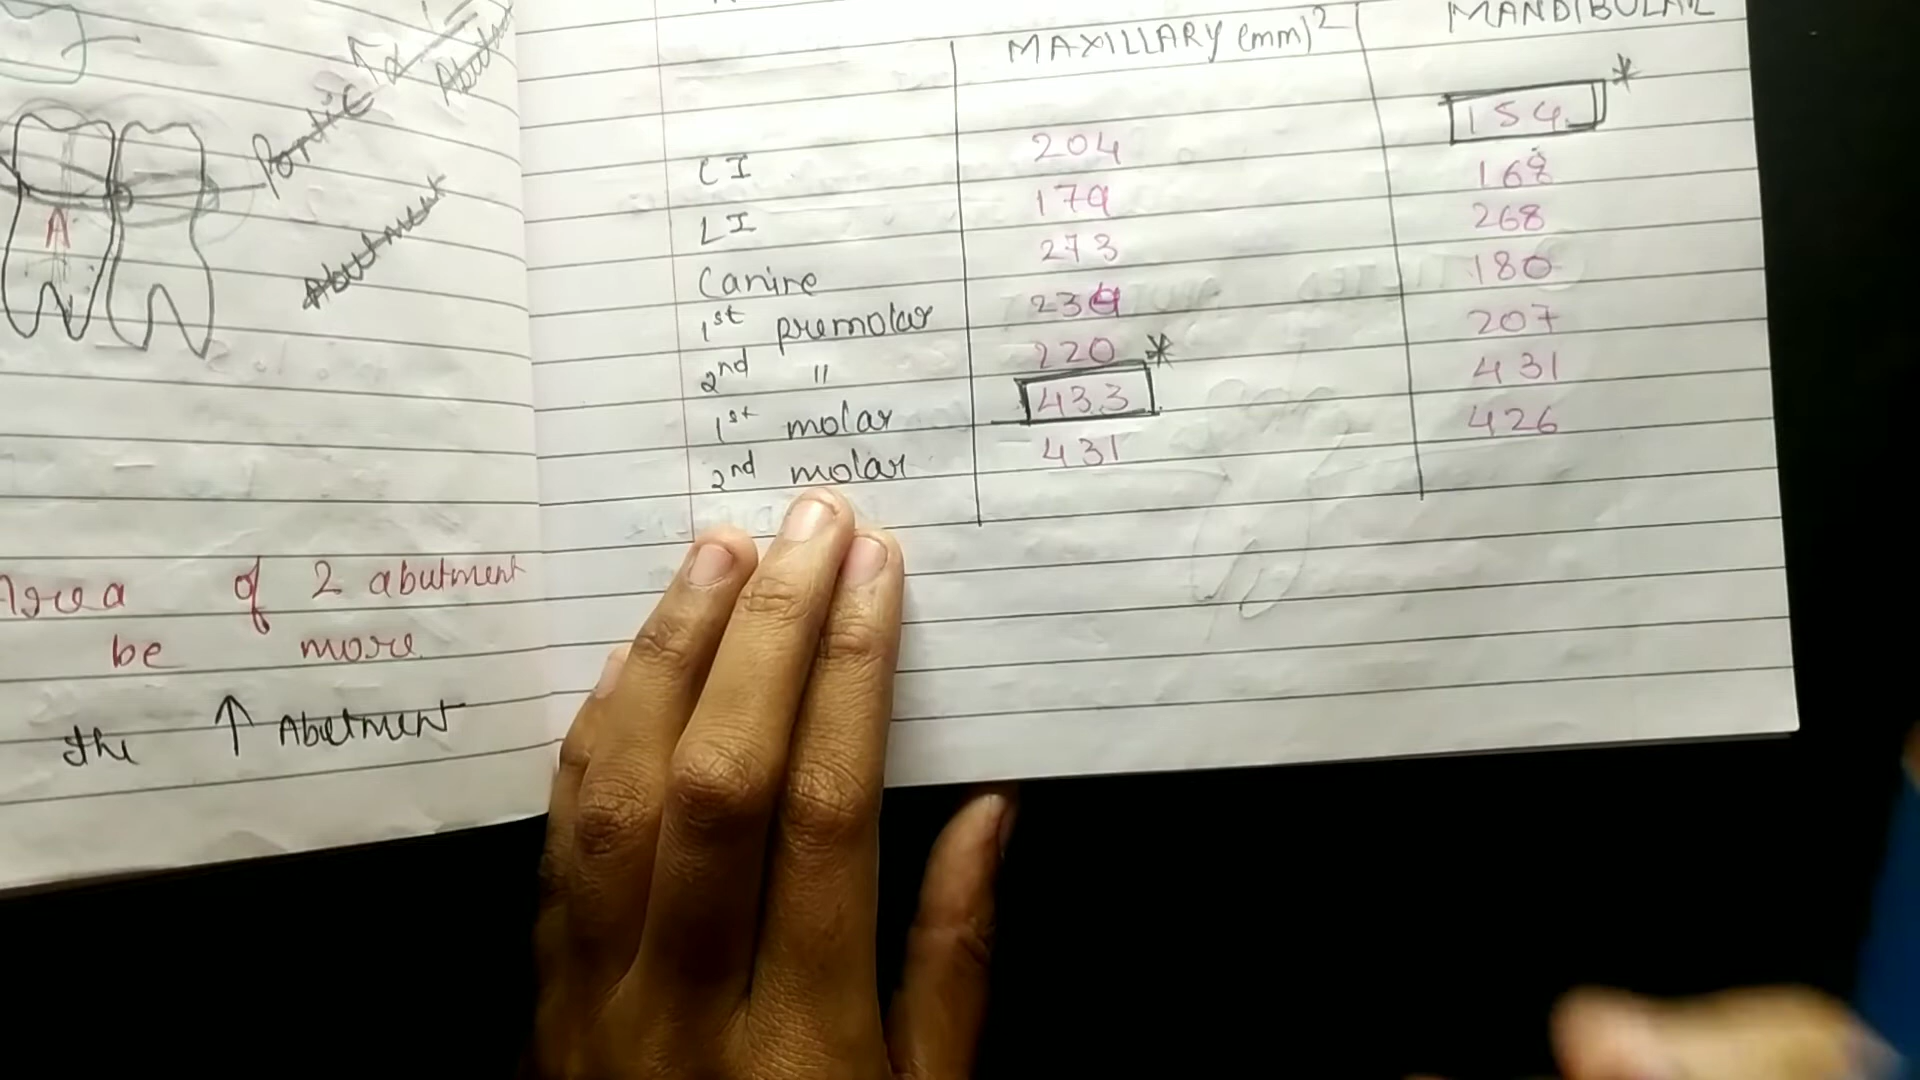 Abutment
Pontic
Abutment
A
Area of 2 abutment
be more
the ↑ Abutment
MAXILLARY (mm)² MANDIBULAR
CI 204 154 *
LI 179 168
Canine 273 268
1st premolar 234 180
2nd " 220 * 207
1st molar 433 431
2nd molar 431 426